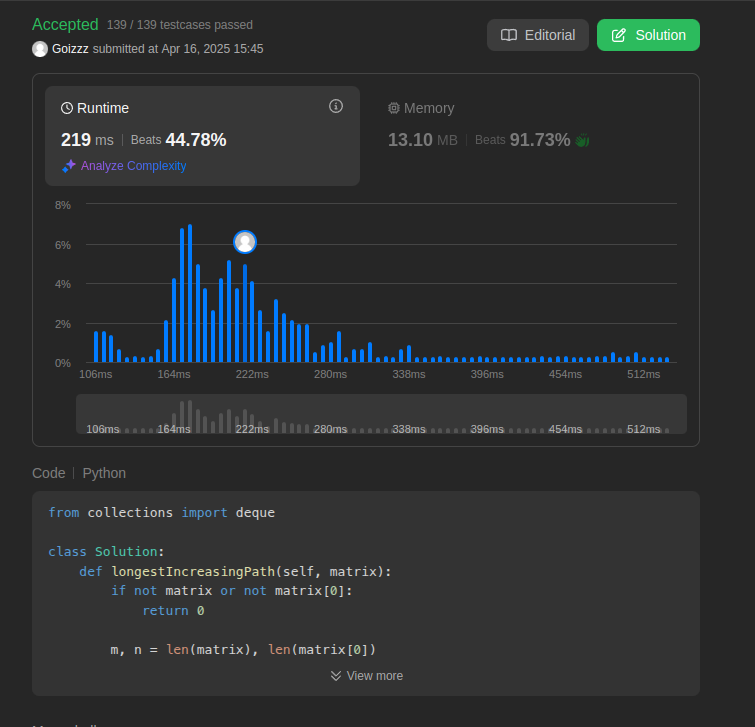 Accepted 139 / 139 testcases passed
Goizzz submitted at Apr 16, 2025 15:45
Editorial
Solution
Runtime
219 ms | Beats 44.78%
Analyze Complexity
Memory
13.10 MB | Beats 91.73%
8%
6%
4%
2%
0%
106ms 164ms 222ms 280ms 338ms 396ms 454ms 512ms
106ms 164ms 222ms 280ms 338ms 396ms 454ms 512ms
Code | Python
from collections import deque
class Solution:
    def longestIncreasingPath(self, matrix):
        if not matrix or not matrix[0]:
            return 0
        m, n = len(matrix), len(matrix[0])
View more